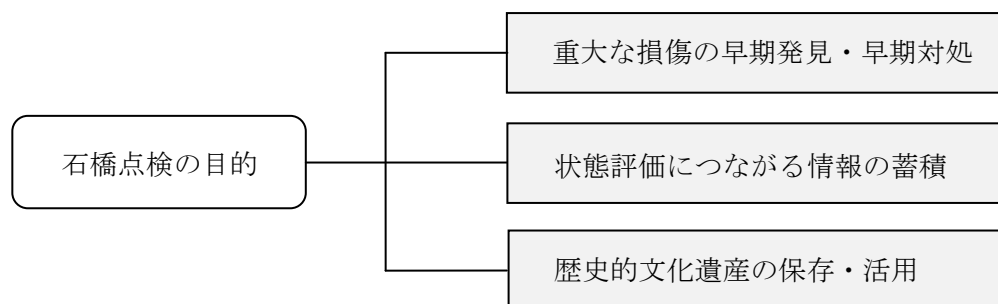 重大な損傷の早期発見・早期対処
石橋点検の目的
状態評価につながる情報の蓄積
歴史的文化遺産の保存・活用